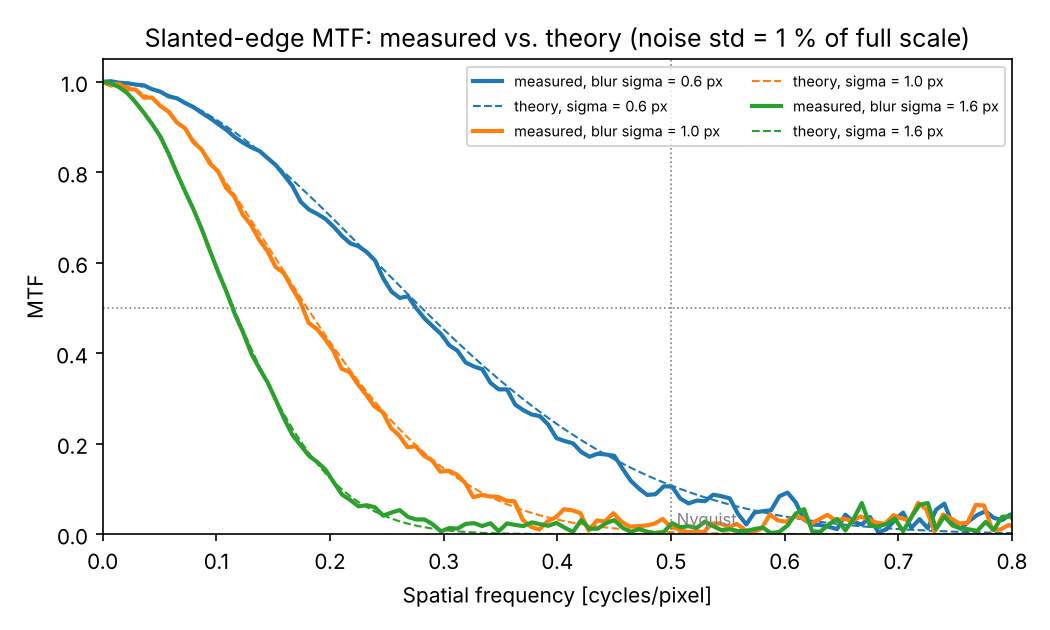 Slanted-edge MTF: measured vs. theory (noise std = 1 % of full scale)
measured, blur sigma = 0.6 px
theory, sigma = 0.6 px
measured, blur sigma = 1.0 px
theory, sigma = 1.0 px
measured, blur sigma = 1.6 px
theory, sigma = 1.6 px
MTF
1.0
0.8
0.6
0.4
0.2
0.0
Nyquist
0.0 0.1 0.2 0.3 0.4 0.5 0.6 0.7 0.8
Spatial frequency [cycles/pixel]